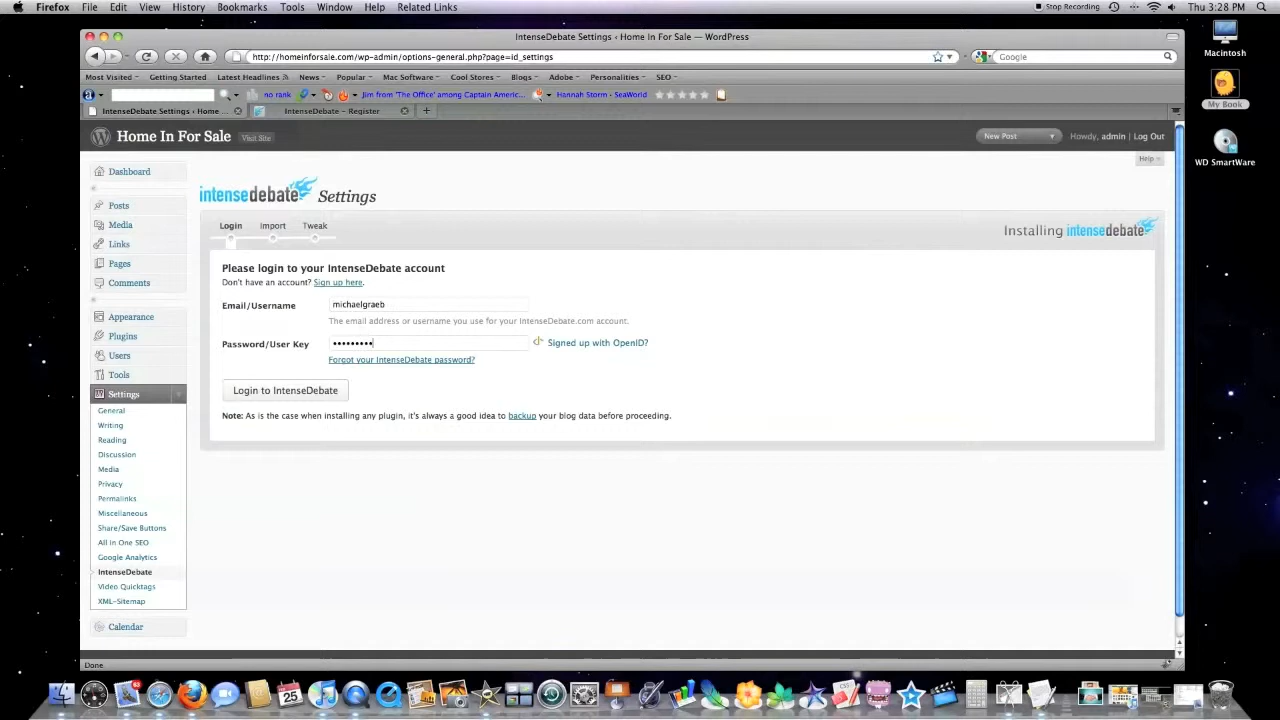 Firefox File Edit View History Bookmarks Tools Window Help Related Links Stop Recording Thu 3:28 PM
IntenseDebate Settings ‹ Home In For Sale — WordPress
http://homeinforsale.com/wp-admin/options-general.php?page=id_settings Google
Most Visited Getting Started Latest Headlines News Popular Mac Software Cool Stores Blogs Adobe Personalities SEO
no rank Jim from 'The Office' among Captain Americ... Hannah Storm - SeaWorld
IntenseDebate Settings ‹ Home ... IntenseDebate - Register
Home In For Sale Visit Site New Post Howdy, admin | Log Out
Help
Macintosh
My Book
WD SmartWare
Dashboard
Posts
Media
Links
Pages
Comments
Appearance
Plugins
Users
Tools
Settings
General
Writing
Reading
Discussion
Media
Privacy
Permalinks
Miscellaneous
Share/Save Buttons
All In One SEO
Google Analytics
IntenseDebate
Video Quicktags
XML-Sitemap
Calendar
intensedebate Settings
Login Import Tweak
Installing intensedebate
Please login to your IntenseDebate account
Don't have an account? Sign up here.
Email/Username michaelgraeb
The email address or username you use for your IntenseDebate.com account.
Password/User Key ••••••••• Signed up with OpenID?
Forgot your IntenseDebate password?
Login to IntenseDebate
Note: As is the case when installing any plugin, it's always a good idea to backup your blog data before proceeding.
Done